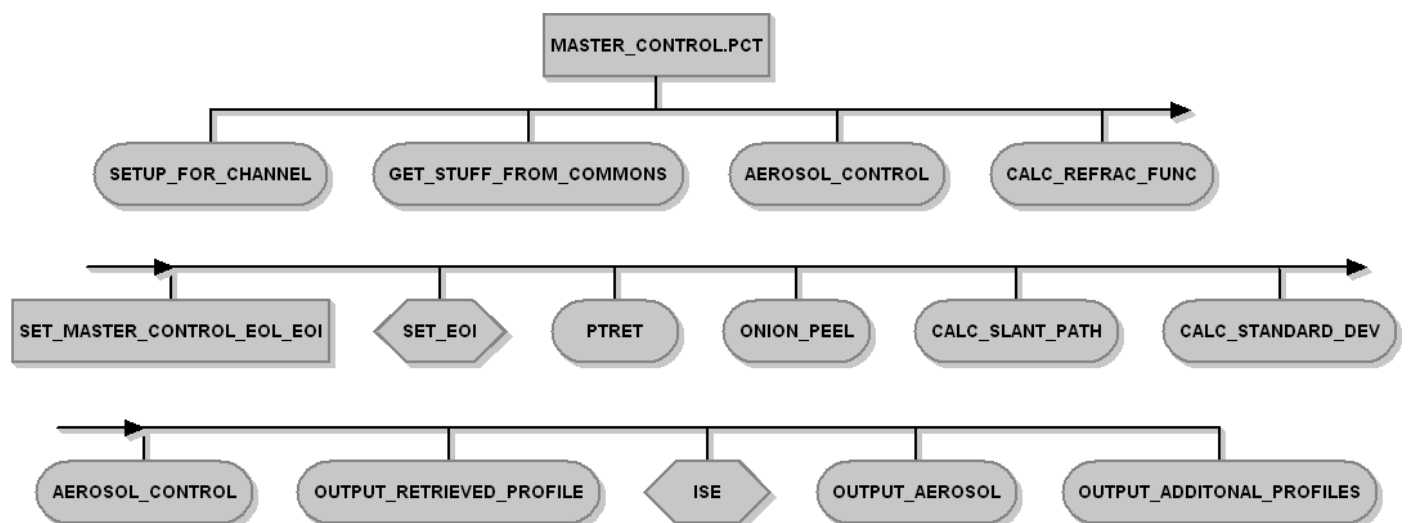 MASTER_CONTROL.PCT
SETUP_FOR_CHANNEL
GET_STUFF_FROM_COMMONS
AEROSOL_CONTROL
CALC_REFRAC_FUNC
SET_MASTER_CONTROL_EOL_EOI
SET_EOI
PTRET
ONION_PEEL
CALC_SLANT_PATH
CALC_STANDARD_DEV
AEROSOL_CONTROL
OUTPUT_RETRIEVED_PROFILE
ISE
OUTPUT_AEROSOL
OUTPUT_ADDITONAL_PROFILES